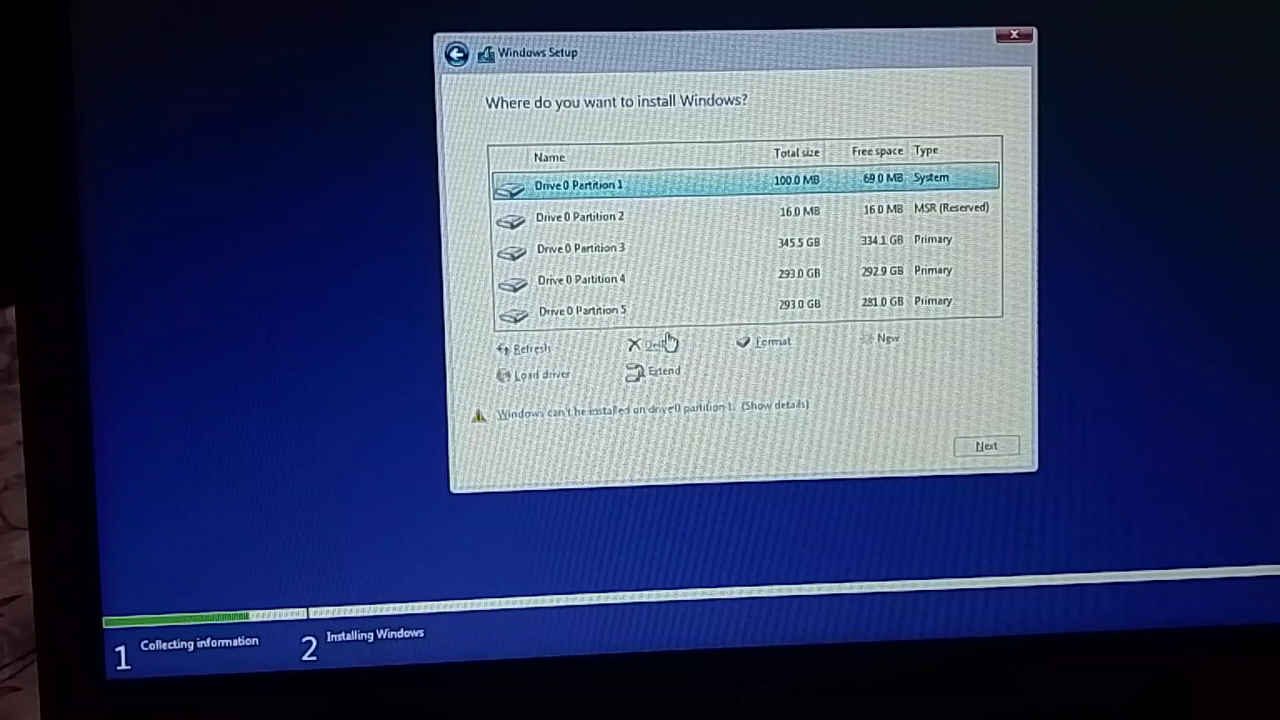 Windows Setup
Where do you want to install Windows?
Name Total size Free space Type
Drive 0 Partition 1 100.0 MB 69.0 MB System
Drive 0 Partition 2 16.0 MB 16.0 MB MSR (Reserved)
Drive 0 Partition 3 345.5 GB 334.1 GB Primary
Drive 0 Partition 4 293.0 GB 292.9 GB Primary
Drive 0 Partition 5 293.0 GB 281.0 GB Primary
Refresh Format New
Load driver Extend
Windows can't be installed on drive 0 partition 1. (Show details)
Next
1 Collecting information 2 Installing Windows